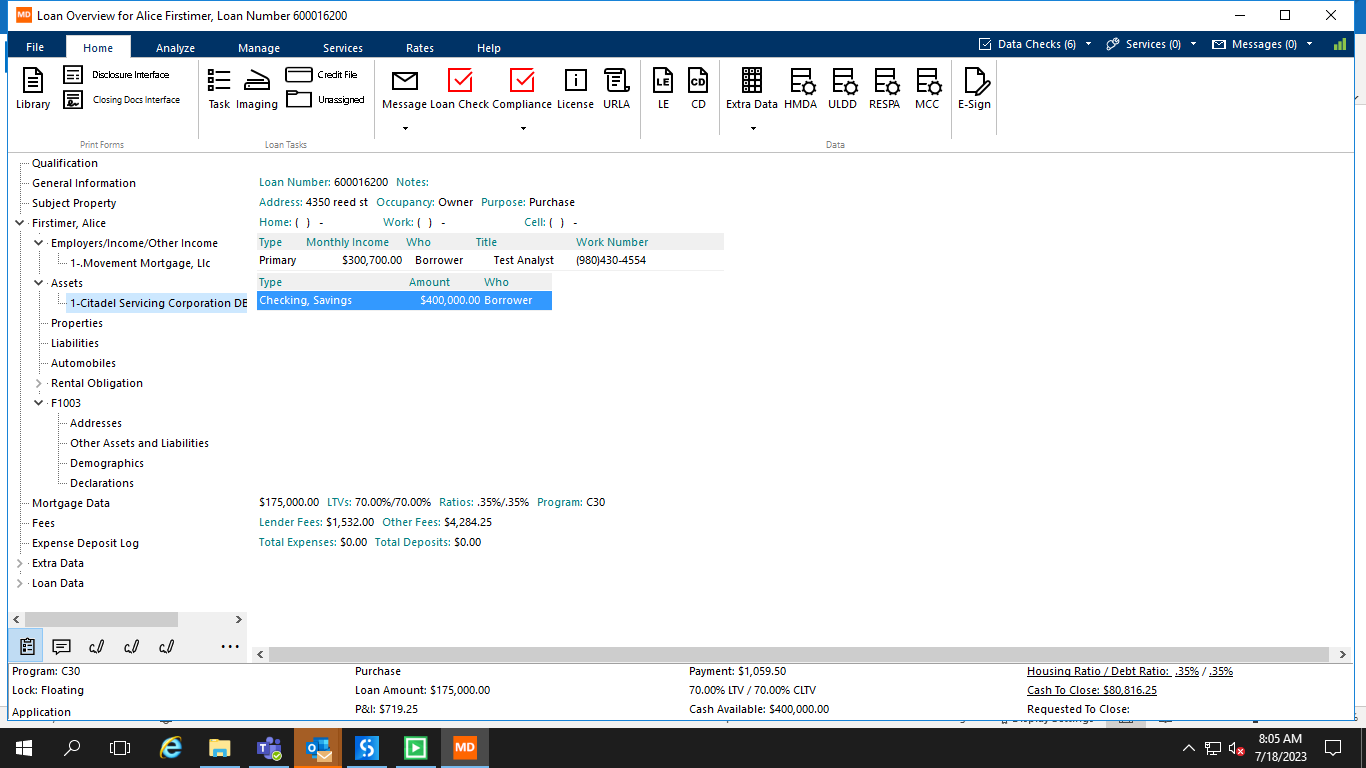 MD Loan Overview for Alice Firstimer, Loan Number 600016200
File Home Analyze Manage Services Rates Help Data Checks (6) Services (0) Messages (0)
Library Disclosure Interface Closing Docs Interface
Print Forms
Task Imaging Credit File Unassigned
Loan Tasks
Message Loan Check Compliance License URLA
LE LE CD CD
Extra Data HMDA ULDD RESPA MCC
Data
E-Sign
Qualification
General Information
Subject Property
Firstimer, Alice
Employers/Income/Other Income
1-.Movement Mortgage, Llc
Assets
1-Citadel Servicing Corporation DE
Properties
Liabilities
Automobiles
Rental Obligation
F1003
Addresses
Other Assets and Liabilities
Demographics
Declarations
Mortgage Data
Fees
Expense Deposit Log
Extra Data
Loan Data
Loan Number: 600016200 Notes:
Address: 4350 reed st Occupancy: Owner Purpose: Purchase
Home: ( ) - Work: ( ) - Cell: ( ) -
Type Monthly Income Who Title Work Number
Primary $300,700.00 Borrower Test Analyst (980)430-4554
Type Amount Who
Checking, Savings $400,000.00 Borrower
$175,000.00 LTVs: 70.00%/70.00% Ratios: .35%/.35% Program: C30
Lender Fees: $1,532.00 Other Fees: $4,284.25
Total Expenses: $0.00 Total Deposits: $0.00
Program: C30 Purchase Payment: $1,059.50 Housing Ratio / Debt Ratio: .35% / .35%
Lock: Floating Loan Amount: $175,000.00 70.00% LTV / 70.00% CLTV Cash To Close: $80,816.25
Application P&I: $719.25 Cash Available: $400,000.00 Requested To Close:
MD
8:05 AM
7/18/2023